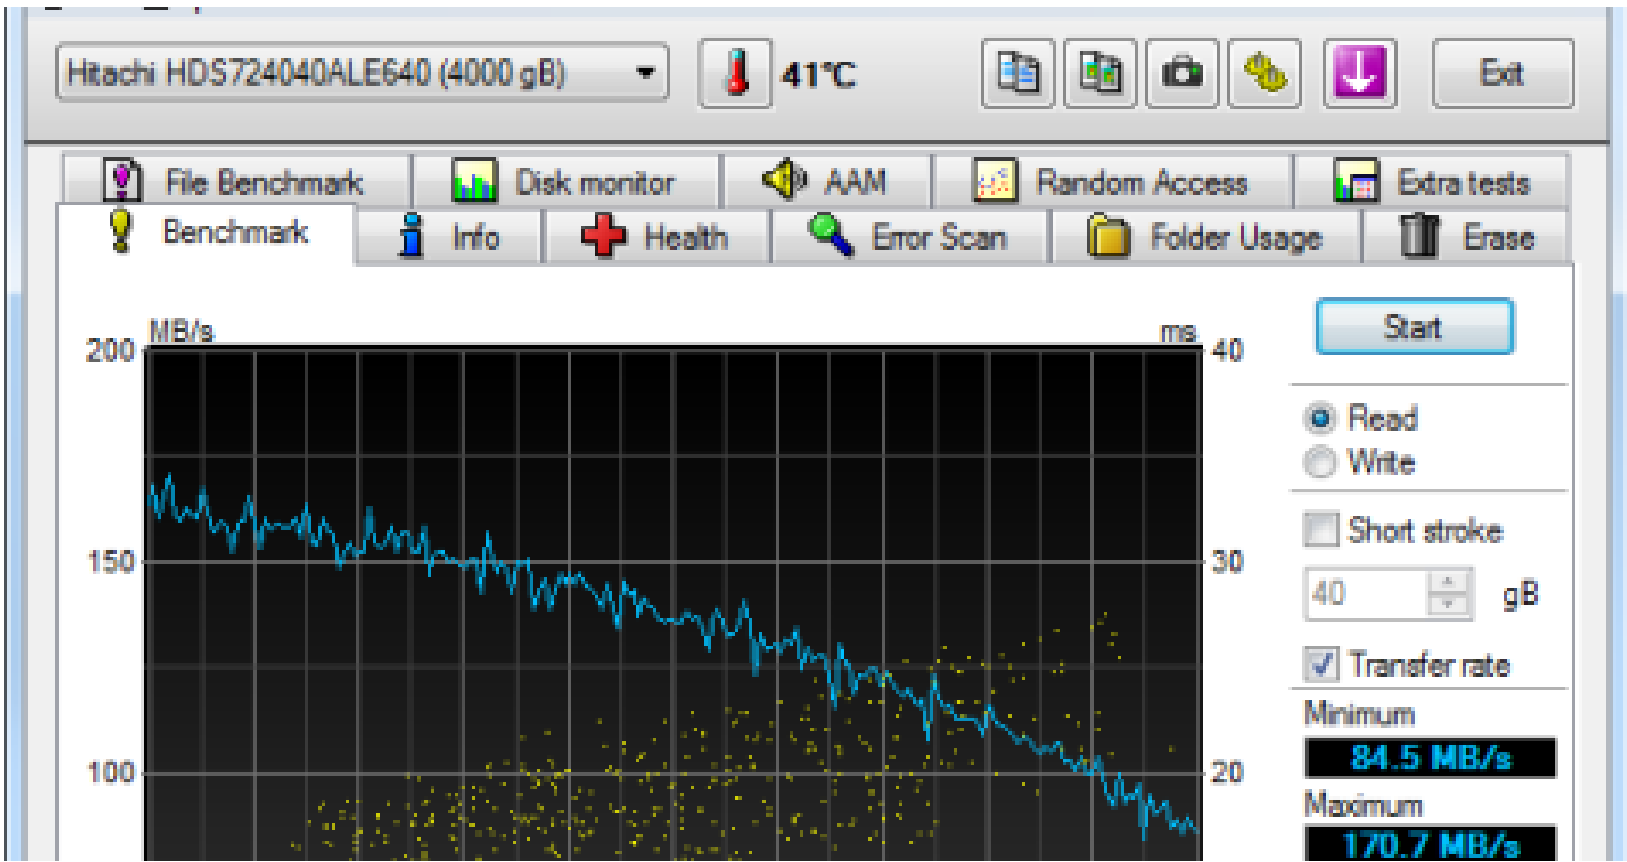 Hitachi HDS724040ALE640 (4000 gB) 41°C Exit
File Benchmark Disk monitor AAM Random Access Extra tests
Benchmark Info Health Error Scan Folder Usage Erase
MB/s ms Start
200 40
Read
Write
Short stroke
150 30
40 gB
Transfer rate
Minimum
84.5 MB/s
100 20
Maximum
170.7 MB/s